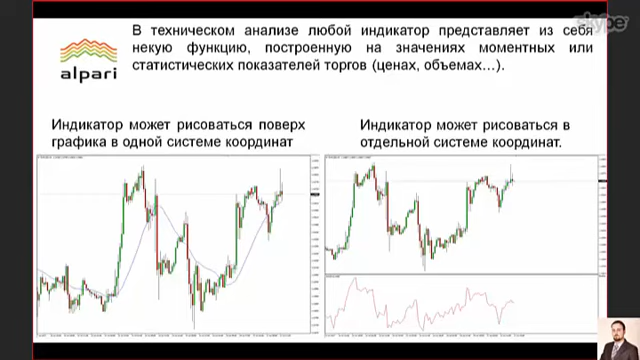 skype
В техническом анализе любой индикатор представляет из себя
некую функцию, построенную на значениях моментных или
статистических показателей торгов (ценах, объемах…).
alpari
Индикатор может рисоваться поверх
графика в одной системе координат
Индикатор может рисоваться в
отдельной системе координат.